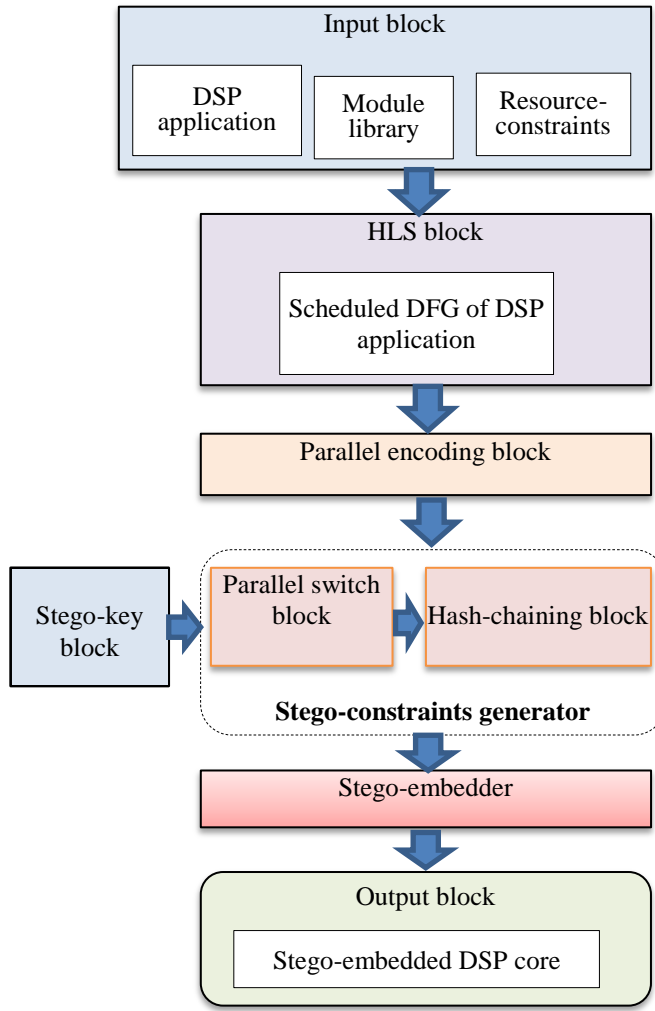 Input block
DSP
application
Module
library
Resource-
constraints
HLS block
Scheduled DFG of DSP
application
Parallel encoding block
Stego-key
block
Parallel switch
block
Hash-chaining block
Stego-constraints generator
Stego-embedder
Output block
Stego-embedded DSP core